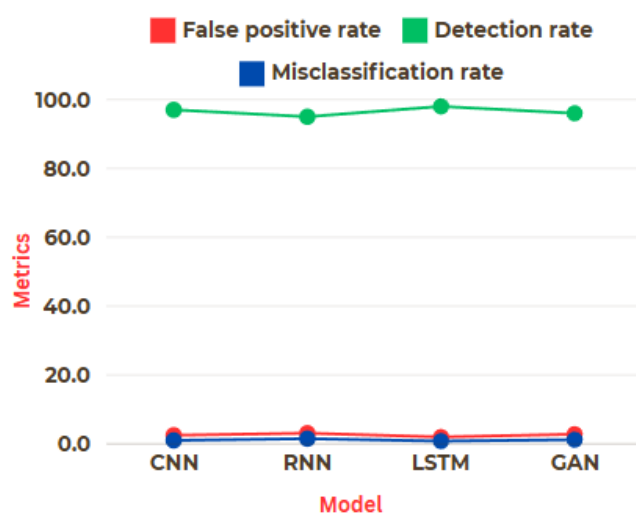 False positive rate Detection rate
Misclassification rate
100.0
80.0
60.0
40.0
20.0
0.0
Metrics
CNN RNN LSTM GAN
Model